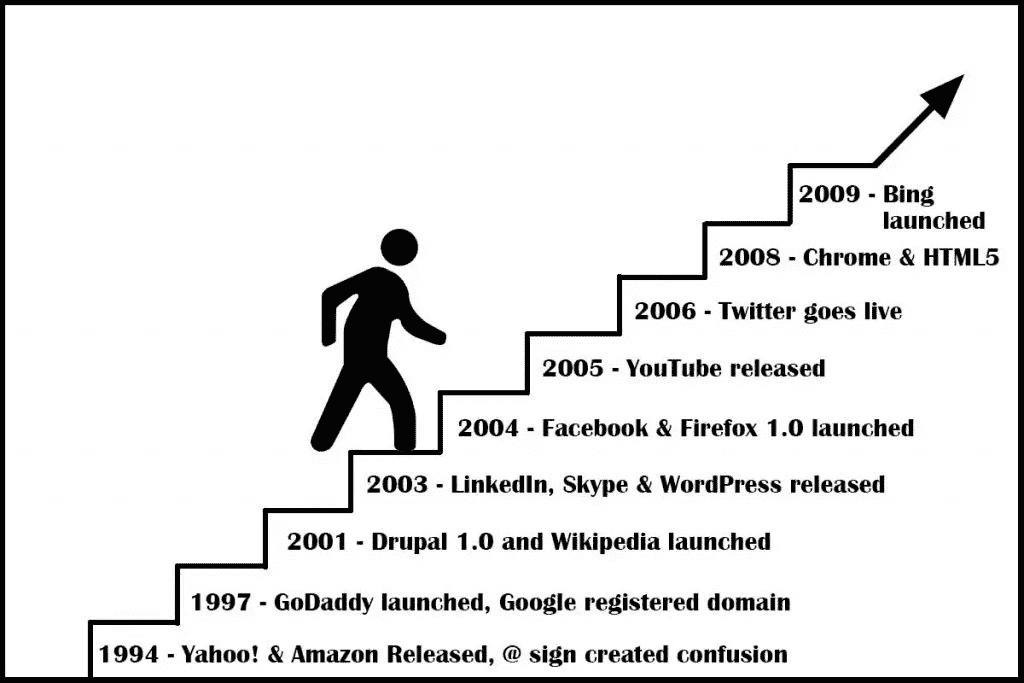 2009 - Bing
launched
2008 - Chrome & HTML5
2006 - Twitter goes live
2005 - YouTube released
2004 - Facebook & Firefox 1.0 launched
2003 - LinkedIn, Skype & WordPress released
2001 - Drupal 1.0 and Wikipedia launched
1997 - GoDaddy launched, Google registered domain
1994 - Yahoo! & Amazon Released, @ sign created confusion